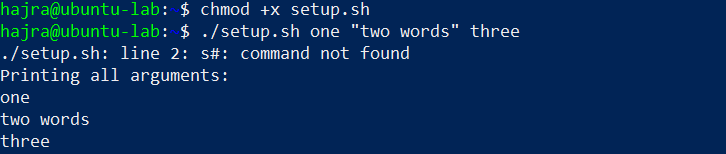 hajra@ubuntu-lab:~$ chmod +x setup.sh
hajra@ubuntu-lab:~$ ./setup.sh one "two words" three
./setup.sh: line 2: s#: command not found
Printing all arguments:
one
two words
three